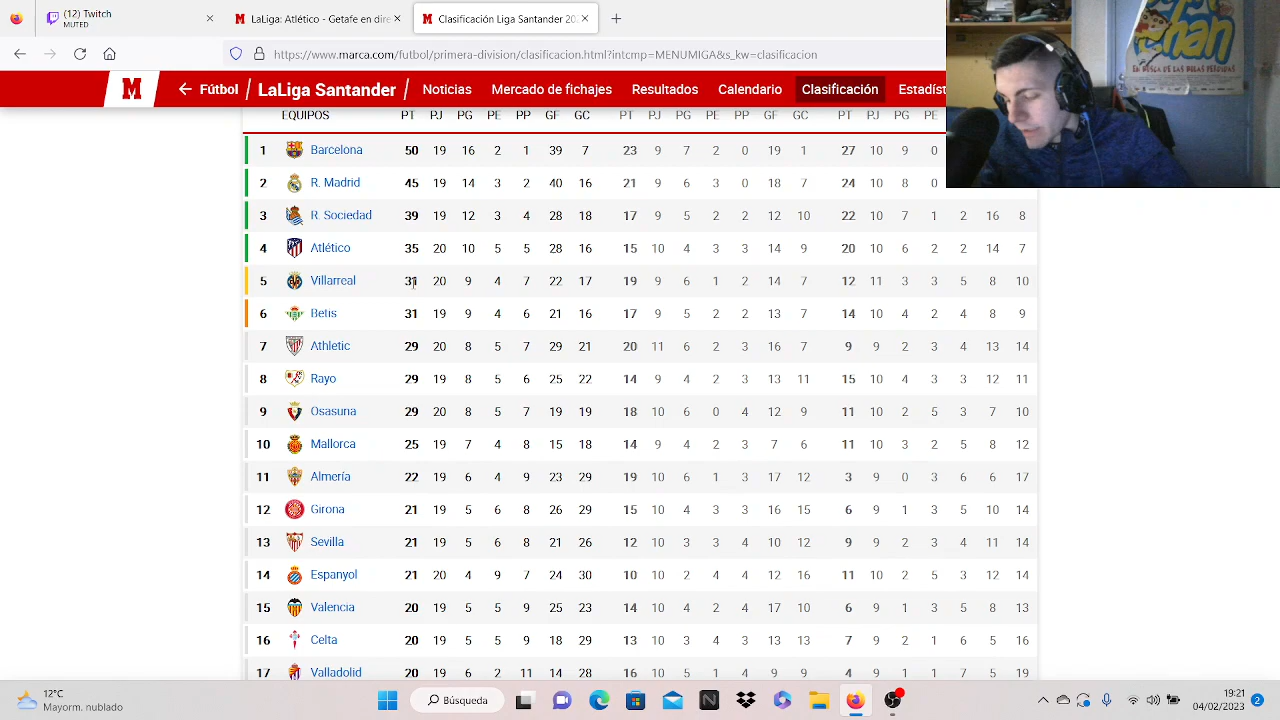 (12) Twitch
MUTED
LaLiga: Atlético - Getafe en dire
Clasificación Liga Santander 20
https://www.marca.com/futbol/primera-division/clasificacion.html?intcmp=MENUMIGA&s_kw=clasificacion
M Fútbol LaLiga Santander Noticias Mercado de fichajes Resultados Calendario Clasificación Estadíst
EQUIPOS PT PJ PG PE PP GF GC PT PJ PG PE PP GF GC PT PJ PG PE
1 Barcelona 50 19 16 2 1 39 7 23 9 7 2 0 19 1 27 10 9 0
2 R. Madrid 45 19 14 3 2 40 16 21 9 6 3 0 18 7 24 10 8 0
3 R. Sociedad 39 19 12 3 4 28 18 17 9 5 2 2 12 10 22 10 7 1 2 16 8
4 Atlético 35 20 10 5 5 28 16 15 10 4 3 3 14 9 20 10 6 2 2 14 7
5 Villarreal 31 20 9 4 7 22 17 19 9 6 1 2 14 7 12 11 3 3 5 8 10
6 Betis 31 19 9 4 6 21 16 17 9 5 2 2 13 7 14 10 4 2 4 8 9
7 Athletic 29 20 8 5 7 29 21 20 11 6 2 3 16 7 9 9 2 3 4 13 14
8 Rayo 29 19 8 5 6 25 22 14 9 4 2 3 13 11 15 10 4 3 3 12 11
9 Osasuna 29 20 8 5 7 19 19 18 10 6 0 4 12 9 11 10 2 5 3 7 10
10 Mallorca 25 19 7 4 8 15 18 14 9 4 2 3 7 6 11 10 3 2 5 8 12
11 Almería 22 19 6 4 9 23 29 19 10 6 1 3 17 12 3 9 0 3 6 6 17
12 Girona 21 19 5 6 8 26 29 15 10 4 3 3 16 15 6 9 1 3 5 10 14
13 Sevilla 21 19 5 6 8 21 26 12 10 3 3 4 10 12 9 9 2 3 4 11 14
14 Espanyol 21 20 4 9 7 24 30 10 10 2 4 4 12 16 11 10 2 5 3 12 14
15 Valencia 20 19 5 5 9 25 23 14 10 4 2 4 17 10 6 9 1 3 5 8 13
16 Celta 20 19 5 5 9 18 29 13 10 3 4 3 13 13 7 9 2 1 6 5 16
17 Valladolid 20 19 6 2 11 14 28 16 10 5 1 4 9 9 4 9 1 1 7 5 19
12°C
Mayorm. nublado
Búsqueda
19:21
04/02/2023
2